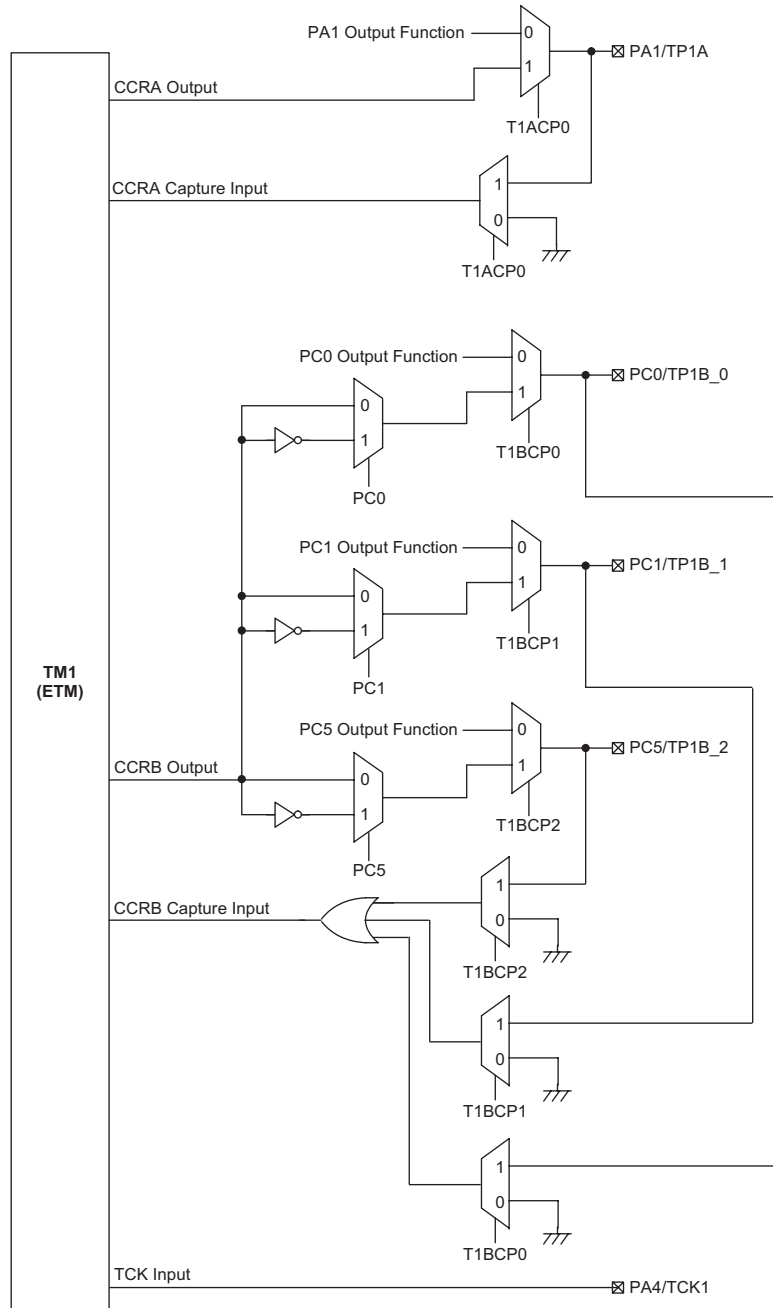 PA1 Output Function
0
1
PA1/TP1A
CCRA Output
T1ACP0
CCRA Capture Input
1
0
T1ACP0
PC0 Output Function
0
1
PC0/TP1B_0
0
1
T1BCP0
PC0
PC1 Output Function
0
1
PC1/TP1B_1
0
1
T1BCP1
PC1
TM1
(ETM)
PC5 Output Function
0
1
PC5/TP1B_2
CCRB Output
0
1
T1BCP2
PC5
CCRB Capture Input
1
0
T1BCP2
1
0
T1BCP1
1
0
T1BCP0
TCK Input
PA4/TCK1